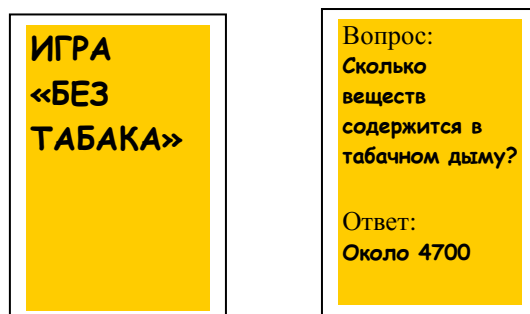 ИГРА
«БЕЗ
ТАБАКА»
Вопрос:
Сколько
веществ
содержится в
табачном дыму?
Ответ:
Около 4700